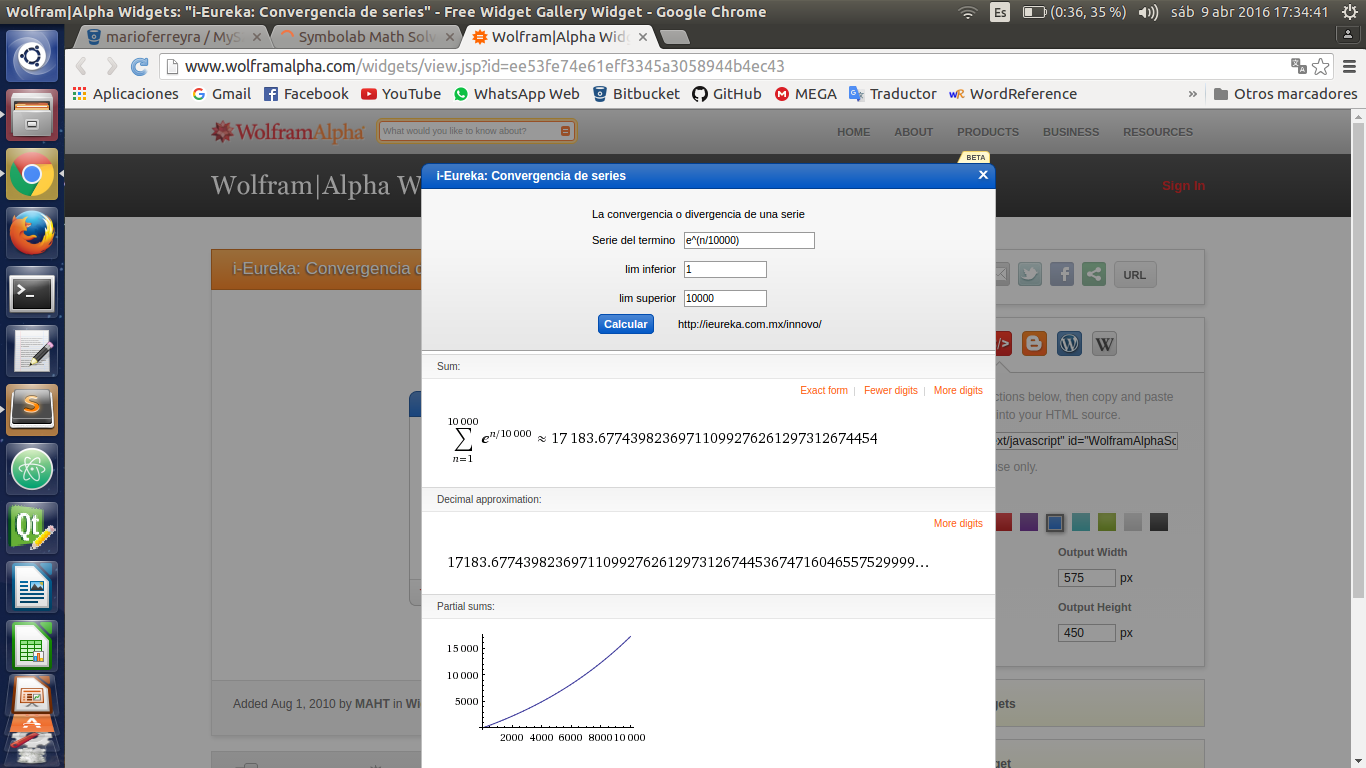 Wolfram|Alpha Widgets: "i-Eureka: Convergencia de series" - Free Widget Gallery Widget - Google Chrome
Es (0:36, 35 %) sáb 9 abr 2016 17:34:41
marioferreyra / MyS
Symbolab Math Solv
Wolfram|Alpha Widg
www.wolframalpha.com/widgets/view.jsp?id=ee53fe74e61eff3345a3058944b4ec43
Aplicaciones Gmail Facebook YouTube WhatsApp Web Bitbucket GitHub MEGA Traductor WordReference » Otros marcadores
WolframAlpha What would you like to know about? HOME ABOUT PRODUCTS BUSINESS RESOURCES
BETA
Wolfram|Alpha W
Sign In
i-Eureka: Convergencia de series
La convergencia o divergencia de una serie
Serie del termino e^(n/10000)
lim inferior 1
lim superior 10000
Calcular http://ieureka.com.mx/innovo/
i-Eureka: Convergencia d
URL
Sum:
Exact form | Fewer digits | More digits
10 000
∑ e^n/10 000 ≈ 17 183.677439823697110992762612973126744​54
n=1
Decimal approximation:
More digits
17183.6774398236971109927626129731267445367471604655752​9999...
Partial sums:
15 000
10 000
5000
2000 4000 6000 8000 10 000
ctions below, then copy and paste
into your HTML source.
ext/javascript" id="WolframAlphaSc
use only.
Output Width
575 px
Output Height
450 px
Added Aug 1, 2010 by MAHT in Wi
gets
get